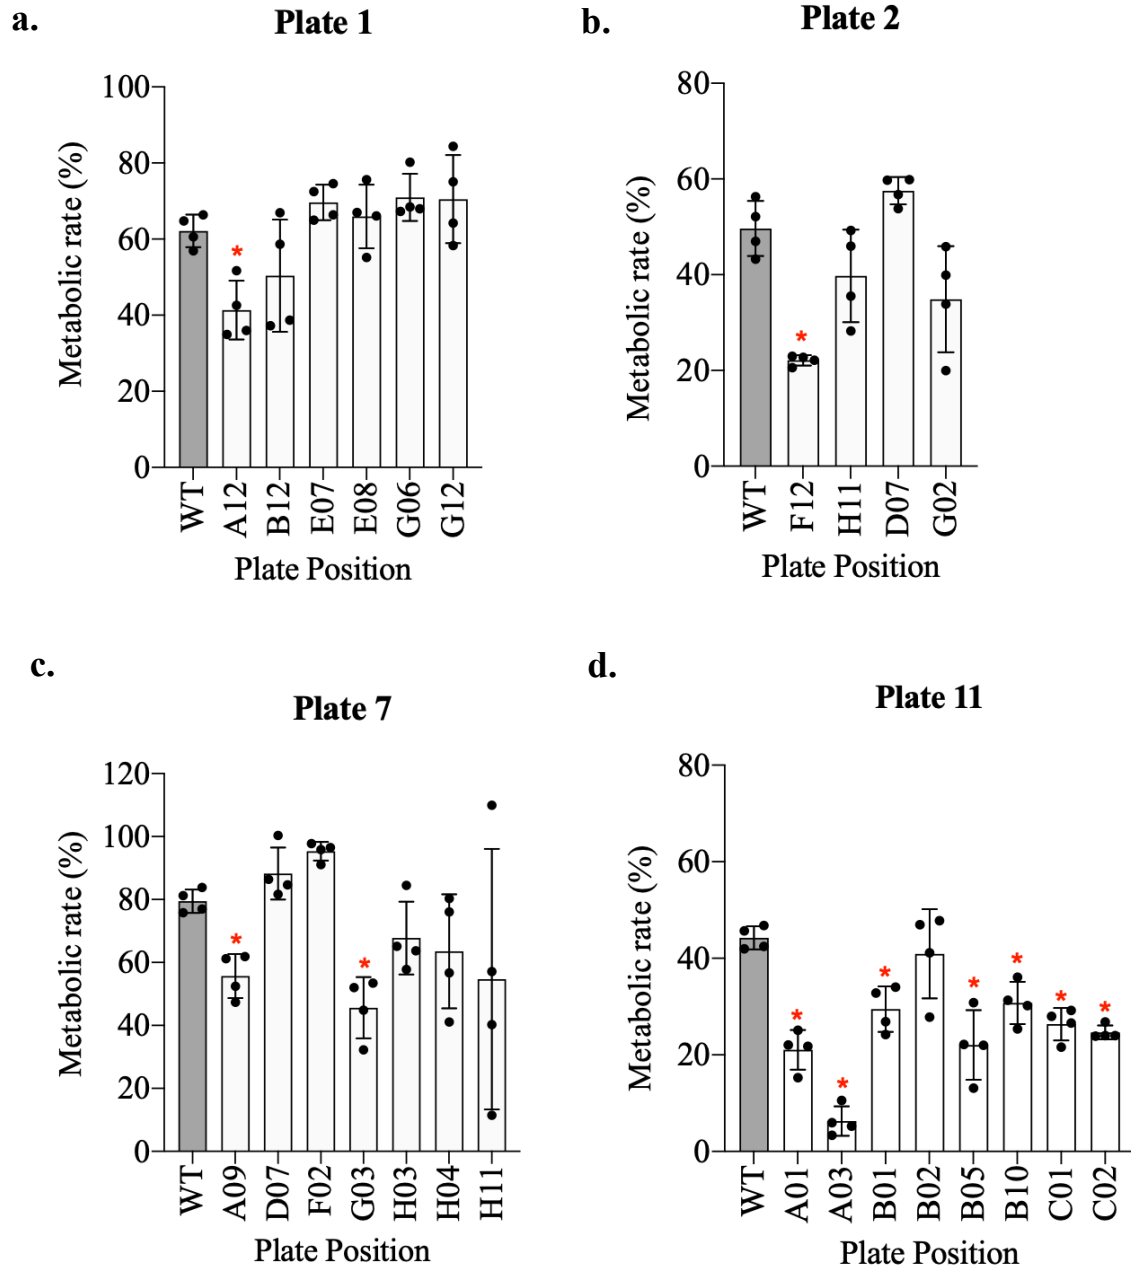 a.
Plate 1
Metabolic rate (%)
100
80
60
40
20
0
*
WT A12 B12 E07 E08 G06 G12
Plate Position
b.
Plate 2
Metabolic rate (%)
80
60
40
20
0
*
WT F12 H11 D07 G02
Plate Position
c.
Plate 7
Metabolic rate (%)
120
100
80
60
40
20
0
* *
WT A09 D07 F02 G03 H03 H04 H11
Plate Position
d.
Plate 11
Metabolic rate (%)
80
60
40
20
0
* * * * * * *
WT A01 A03 B01 B02 B05 B10 C01 C02
Plate Position